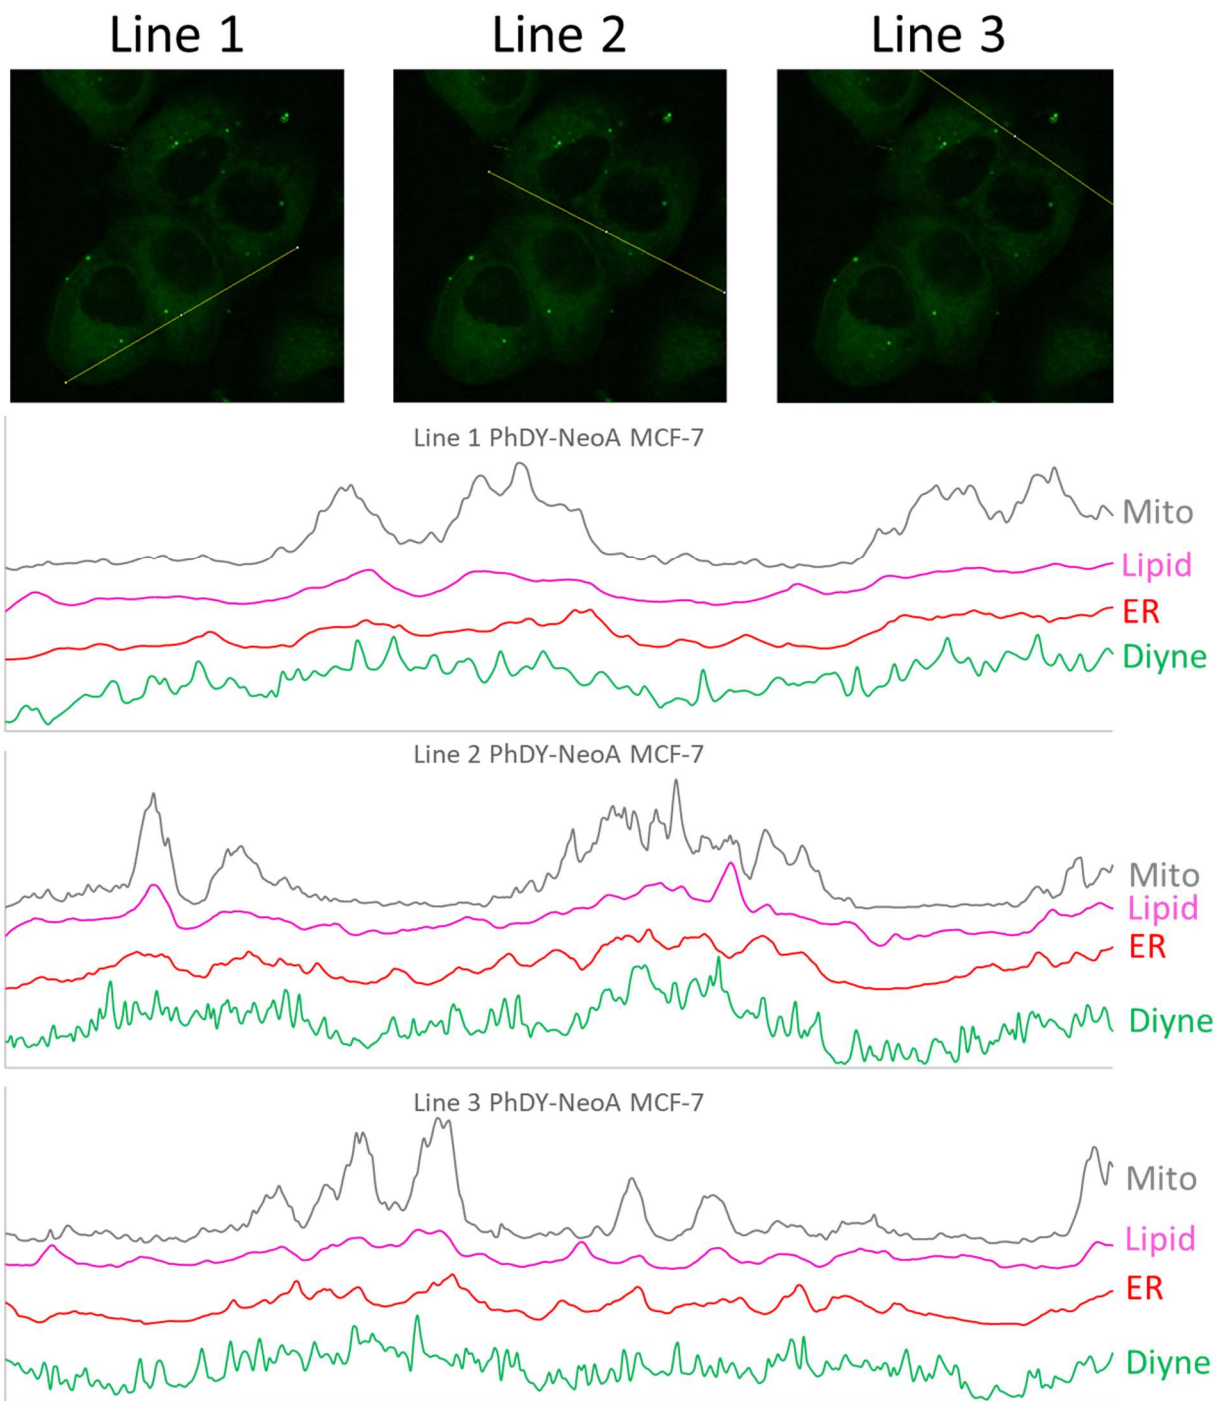 Line 1
Line 2
Line 3
Line 1 PhDY-NeoA MCF-7
Mito
Lipid
ER
Diyne
Line 2 PhDY-NeoA MCF-7
Mito
Lipid
ER
Diyne
Line 3 PhDY-NeoA MCF-7
Mito
Lipid
ER
Diyne